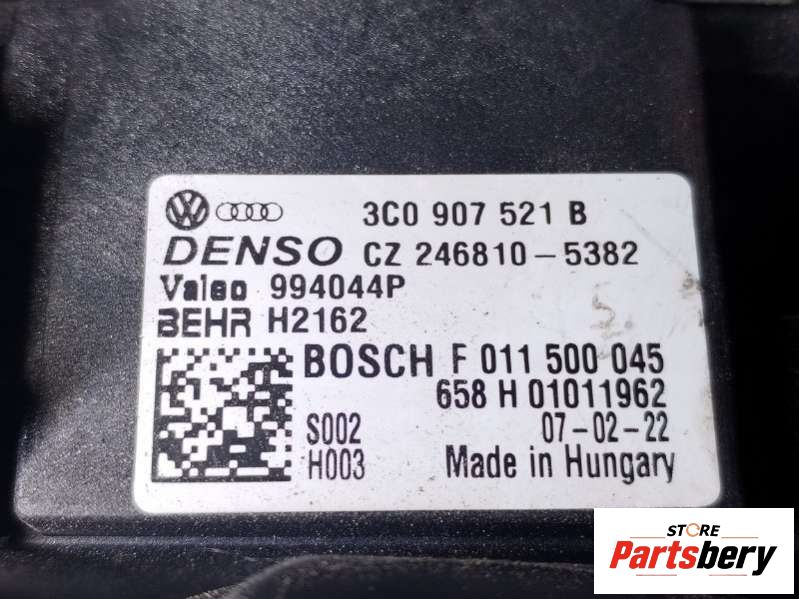 3C0 907 521 B
DENSO CZ 246810-5382
Valeo 994044P
BEHR H2162
BOSCH F 011 500 045
658 H 01011962
S002 07-02-22
H003 Made in Hungary
STORE
Partsbery